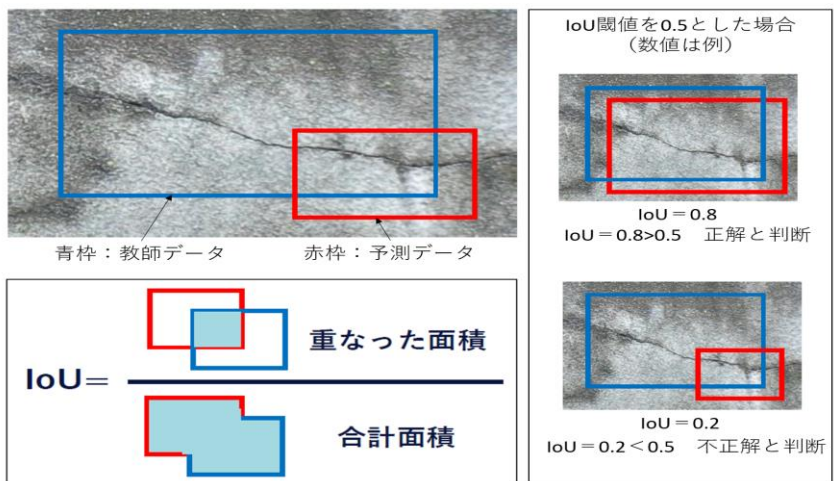 青枠：教師データ
赤枠：予測データ
IoU=
重なった面積
合計面積
IoU閾値を0.5とした場合
（数値は例）
IoU＝0.8
IoU＝0.8>0.5　正解と判断
IoU＝0.2
IoU＝0.2＜0.5　不正解と判断